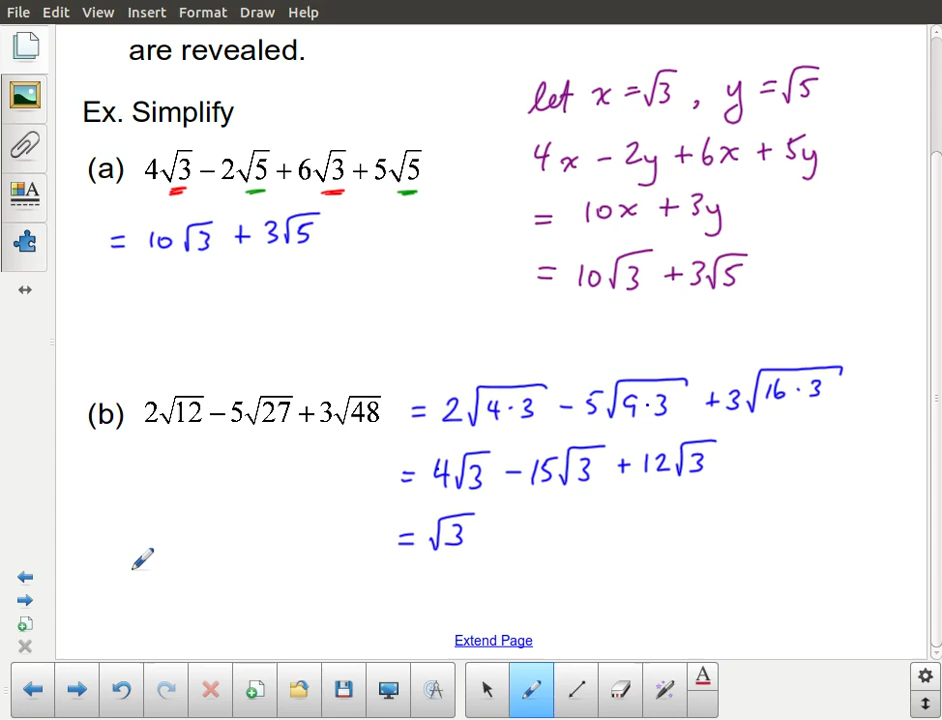 File Edit View Insert Format Draw Help
are revealed.
Ex. Simplify
(a) 4√3 − 2√5 + 6√3 + 5√5
= 10√3 + 3√5
let x = √3 , y = √5
4x − 2y + 6x + 5y
= 10x + 3y
= 10√3 + 3√5
(b) 2√12 − 5√27 + 3√48 = 2√(4·3) − 5√(9·3) + 3√(16·3)
= 4√3 − 15√3 + 12√3
= √3
Extend Page
A
A